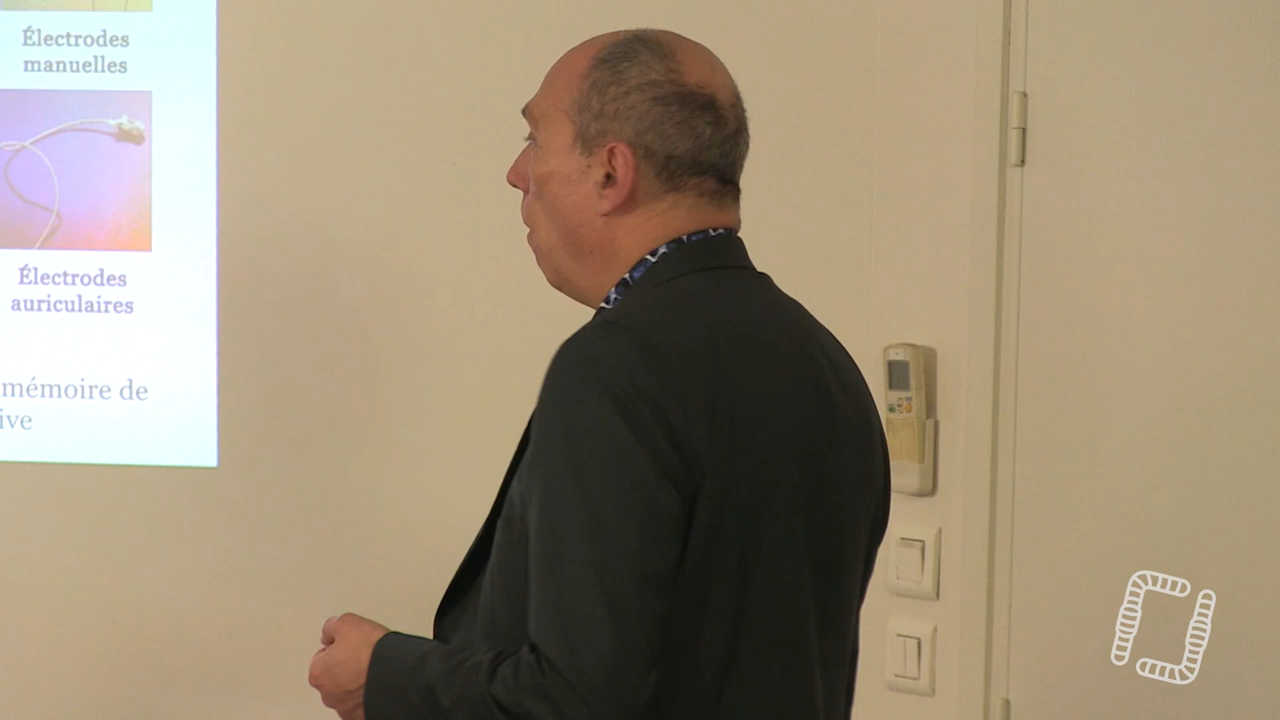 Électrodes
manuelles
Électrodes
auriculaires
mémoire de
ive